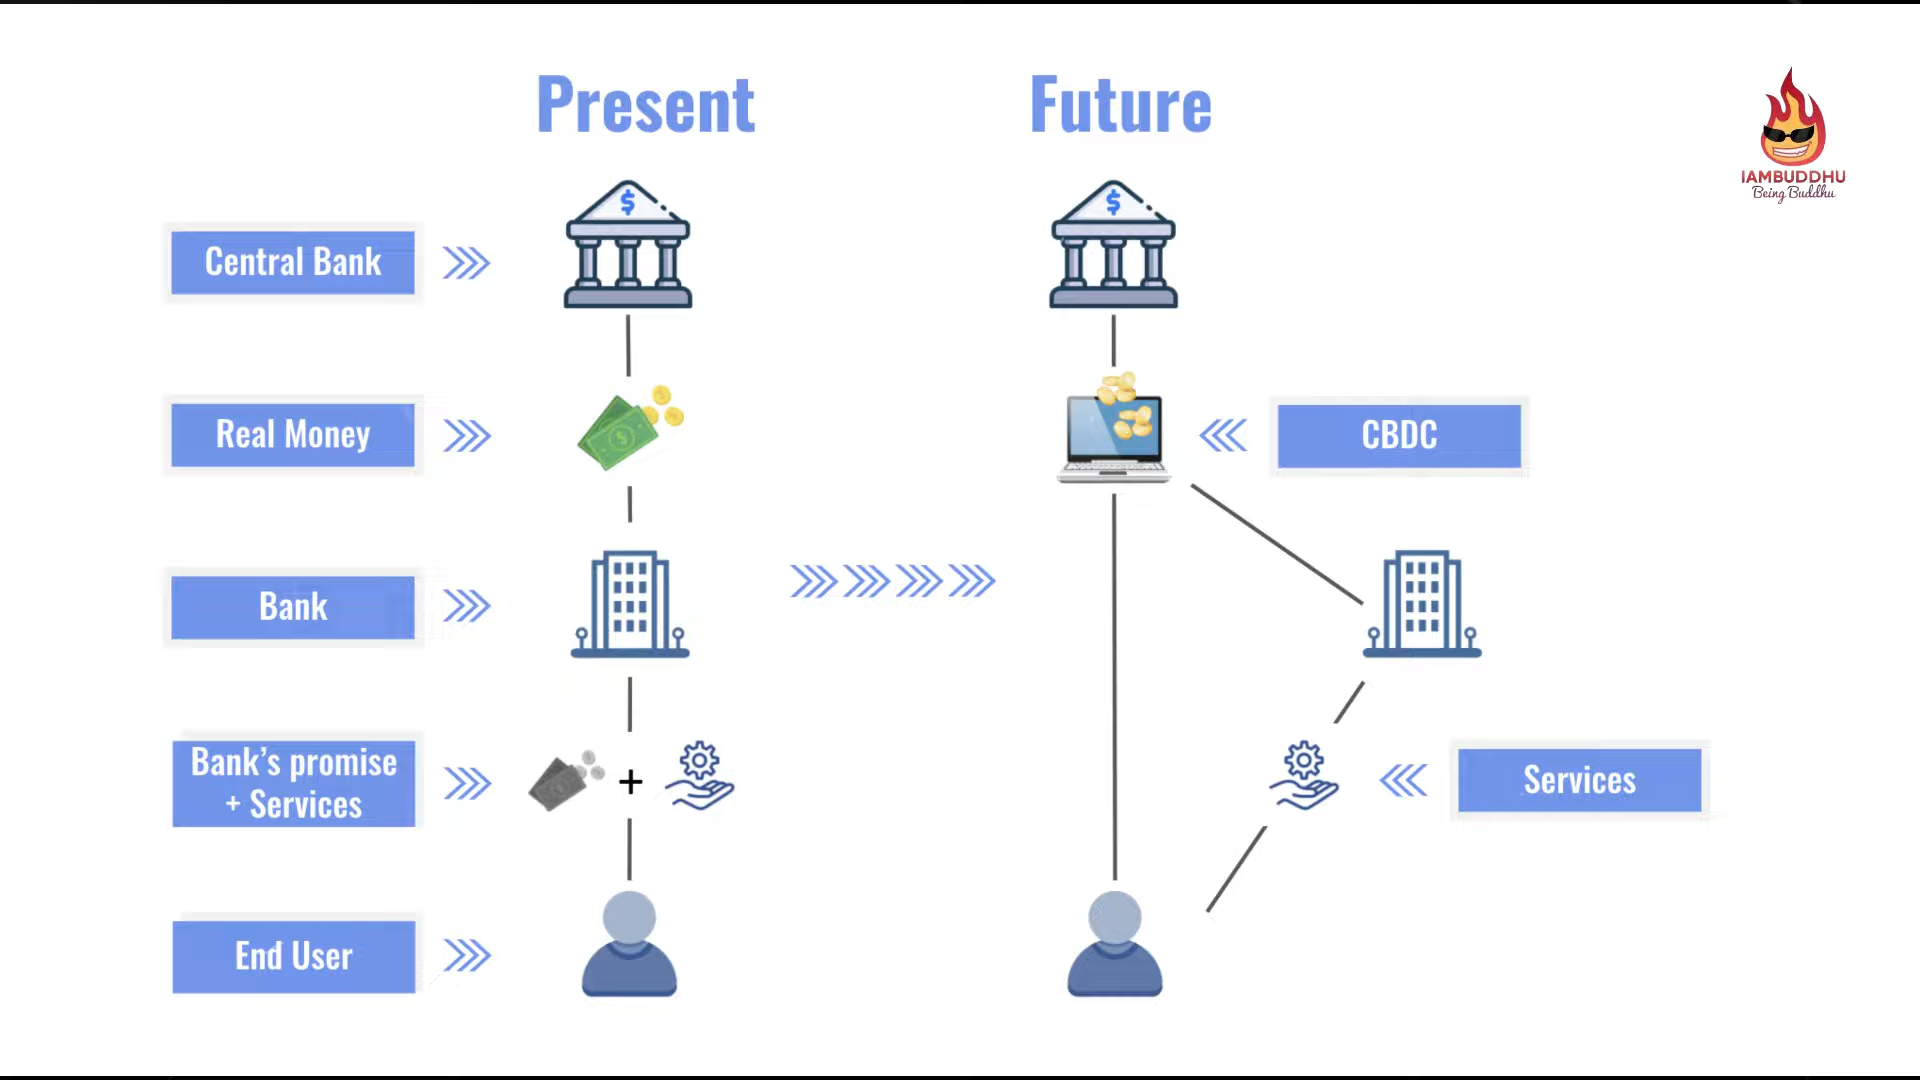 Present
Future
IAMBUDDHU
Being Buddhu
Central Bank
Real Money
CBDC
Bank
Bank's promise
+ Services
+
Services
End User